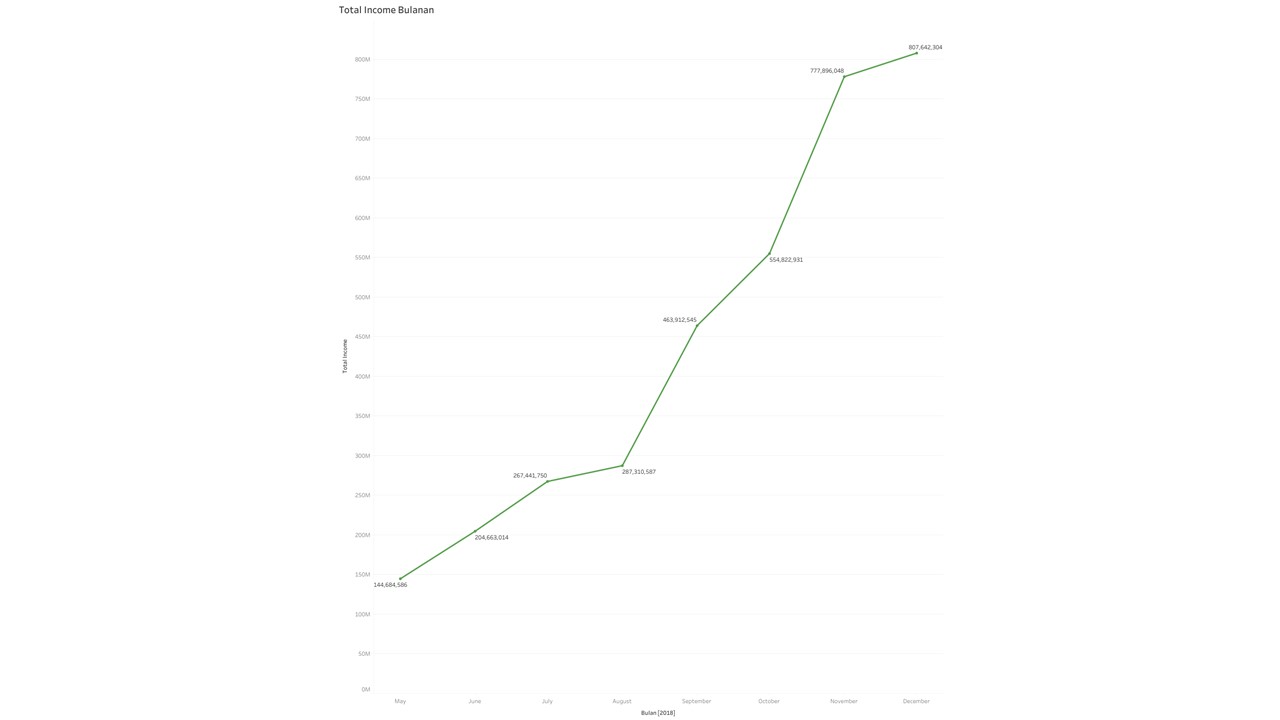 Total Income Bulanan
807,642,304
800M
777,896,048
750M
700M
650M
600M
550M
554,822,931
500M
463,912,545
450M
Total Income
400M
350M
300M
287,310,587
267,441,750
250M
200M
204,663,014
150M
144,684,586
100M
50M
0M
May June July August September October November December
Bulan [2018]